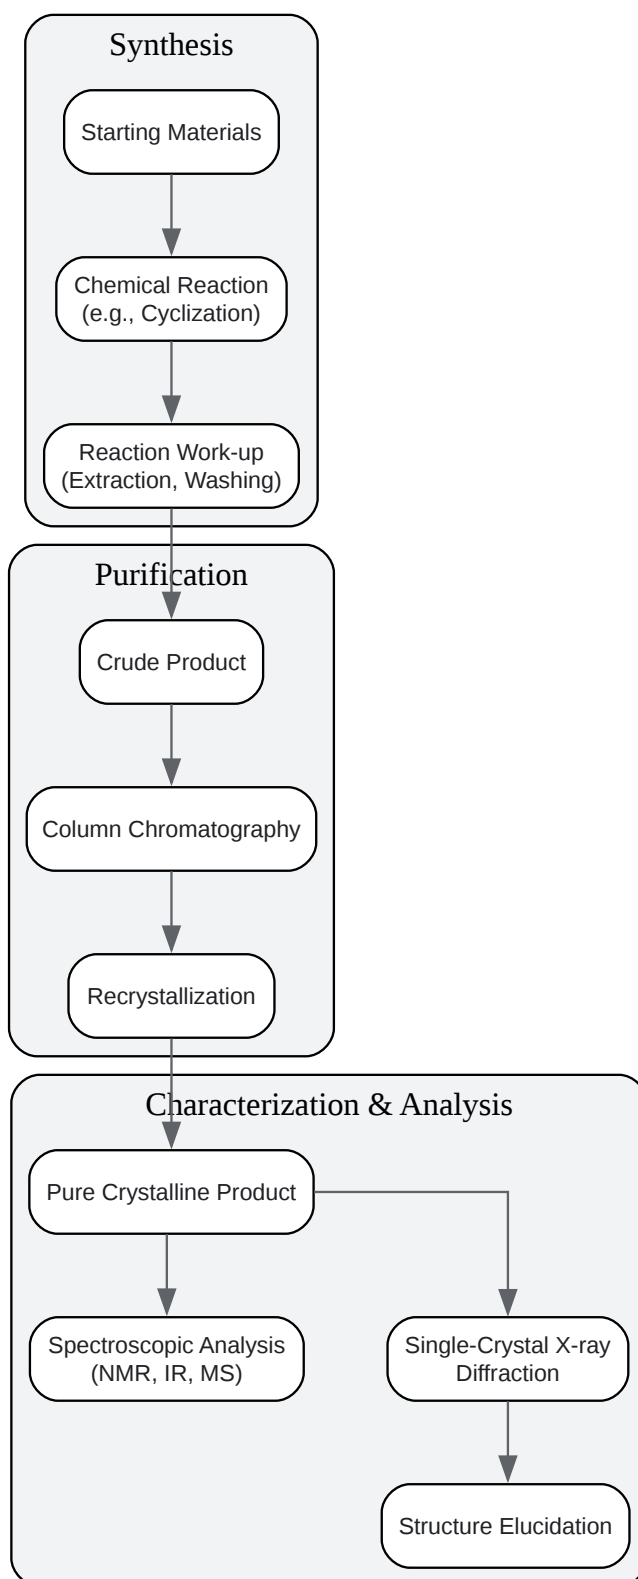 Synthesis
Starting Materials
Chemical Reaction
(e.g., Cyclization)
Reaction Work-up
(Extraction, Washing)
Purification
Crude Product
Column Chromatography
Recrystallization
Characterization & Analysis
Pure Crystalline Product
Spectroscopic Analysis
(NMR, IR, MS)
Single-Crystal X-ray
Diffraction
Structure Elucidation